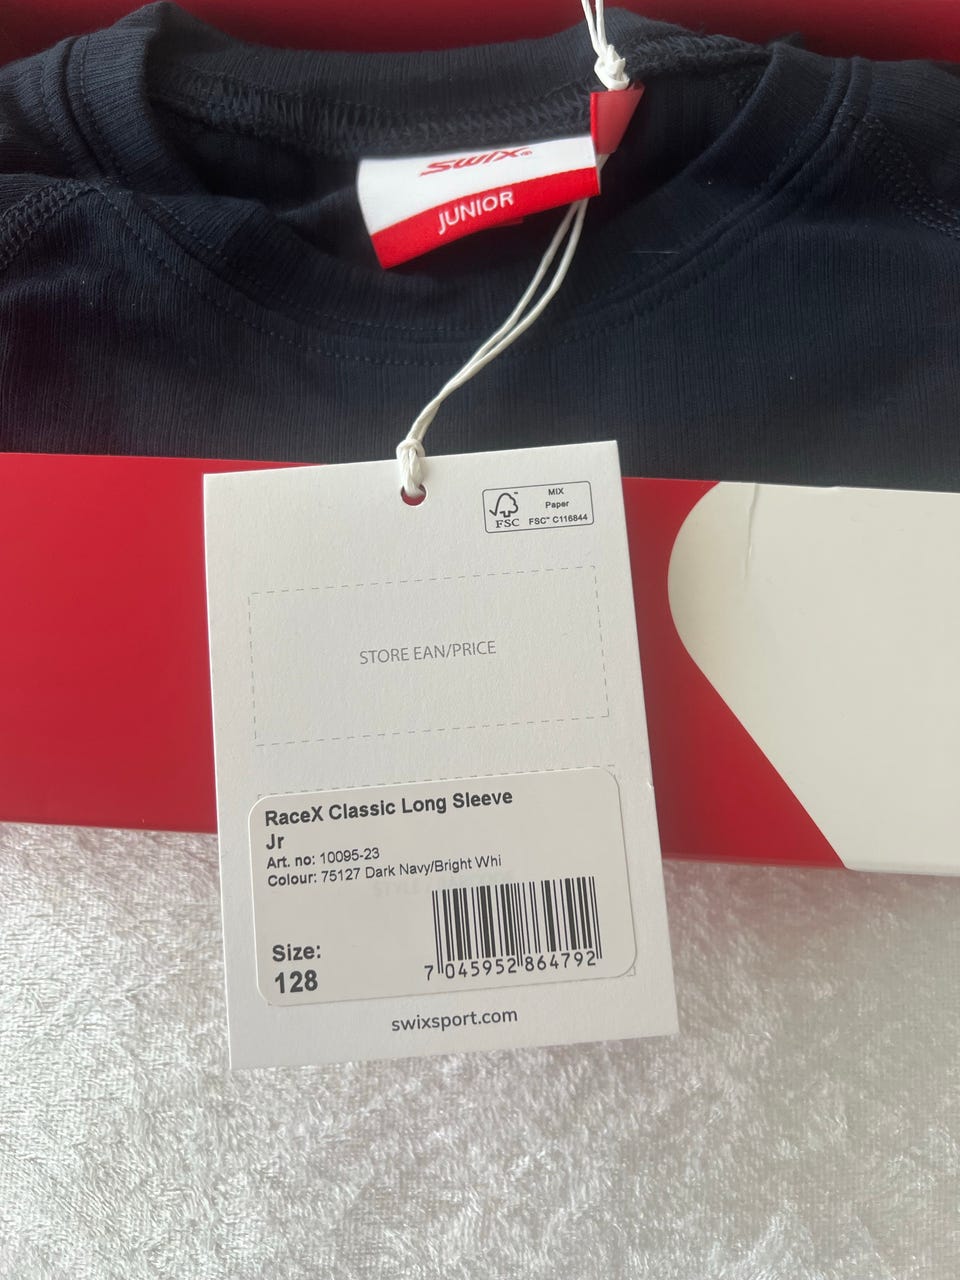 swix®
JUNIOR
FSC™
MIX
Paper
FSC™ C116844
STORE EAN/PRICE
RaceX Classic Long Sleeve
Jr
Art. no: 10095-23
Colour: 75127 Dark Navy/Bright Whi
Size:
128
7 045952 864792
swixsport.com